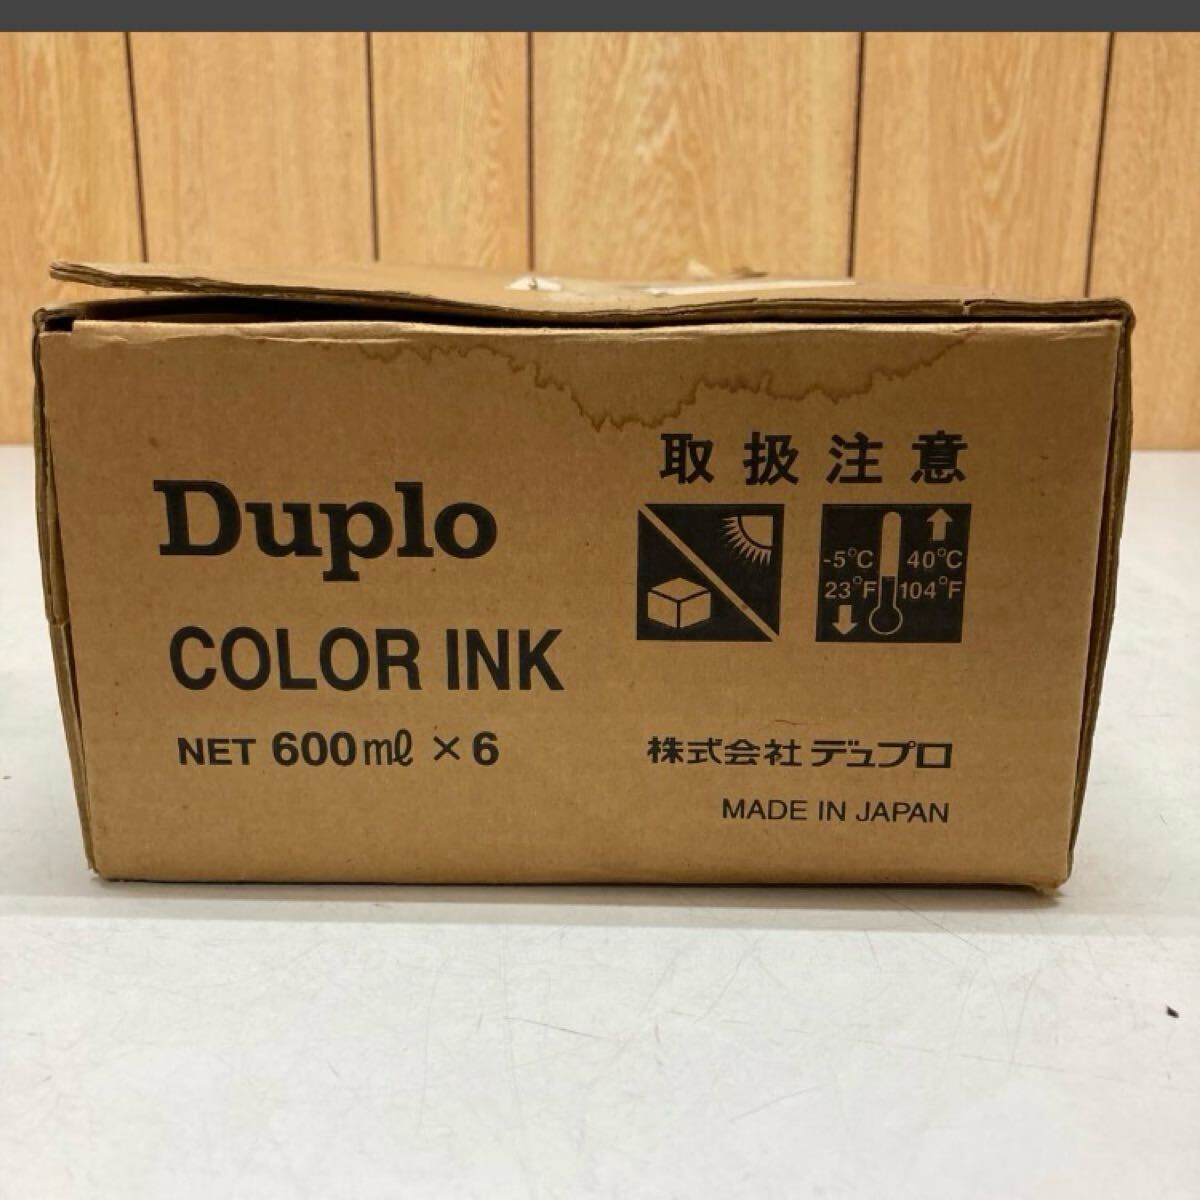 Duplo
COLOR INK
NET 600ml × 6
取扱注意
-5°C 40°C
23°F 104°F
株式会社 デュプロ
MADE IN JAPAN